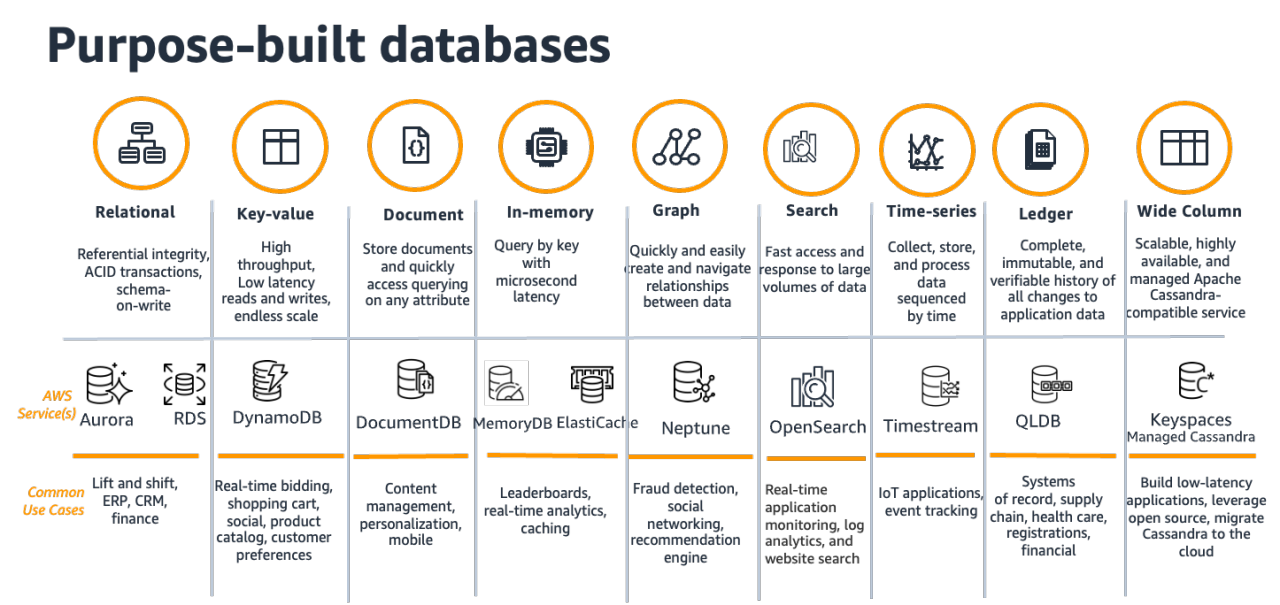 Purpose-built databases
Relational
Referential integrity,
ACID transactions,
schema-
on-write
Key-value
High
throughput,
Low latency
reads and writes,
endless scale
Document
Store documents
and quickly
access querying
on any attribute
In-memory
Query by key
with
microsecond
latency
Graph
Quickly and easily
create and navigate
relationships
between data
Search
Fast access and
response to large
volumes of data
Time-series
Collect, store,
and process
data
sequenced
by time
Ledger
Complete,
immutable, and
verifiable history of
all changes to
application data
Wide Column
Scalable, highly
available, and
managed Apache
Cassandra-
compatible service
AWS
Service(s)
Aurora
RDS
DynamoDB
DocumentDB
MemoryDB
ElastiCache
Neptune
OpenSearch
Timestream
QLDB
Keyspaces
Managed Cassandra
Common
Use Cases
Lift and shift,
ERP, CRM,
finance
Real-time bidding,
shopping cart,
social, product
catalog, customer
preferences
Content
management,
personalization,
mobile
Leaderboards,
real-time analytics,
caching
Fraud detection,
social
networking,
recommendation
engine
Real-time
application
monitoring, log
analytics, and
website search
IoT applications,
event tracking
Systems
of record, supply
chain, health care,
registrations,
financial
Build low-latency
applications, leverage
open source, migrate
Cassandra to the
cloud